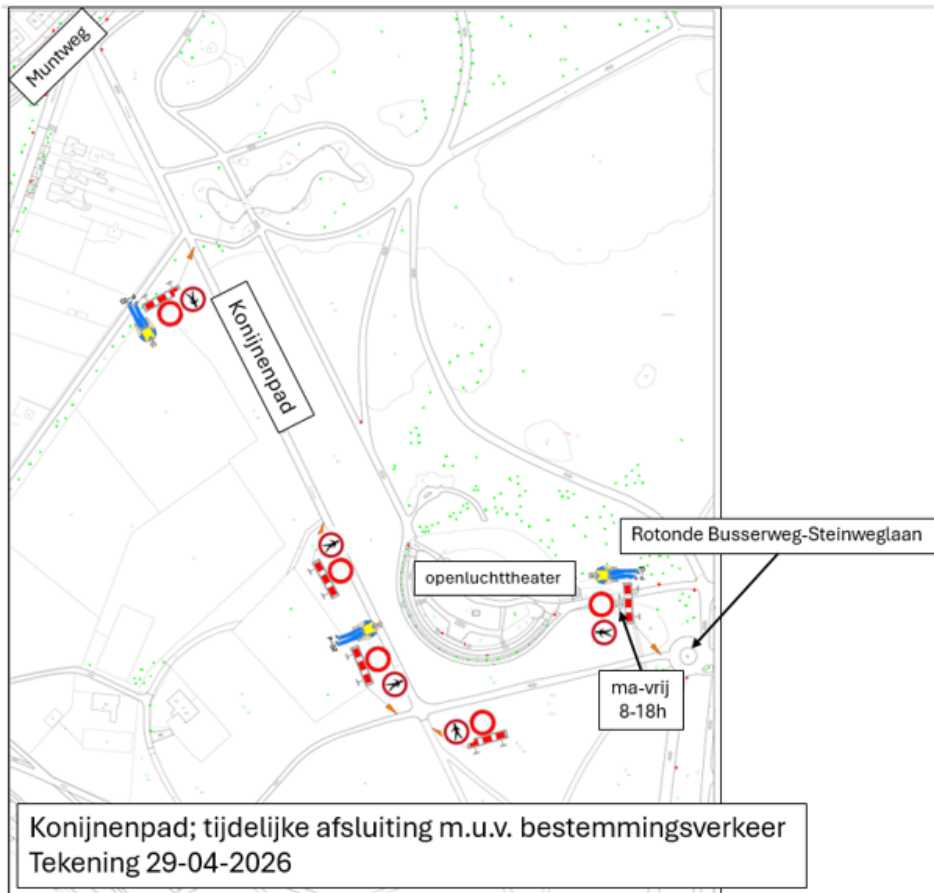 Muntweg
Konijnenpad
Rotonde Busserweg-Steinweglaan
openluchttheater
ma-vrij
8-18h
Konijnenpad; tijdelijke afsluiting m.u.v. bestemmingsverkeer
Tekening 29-04-2026